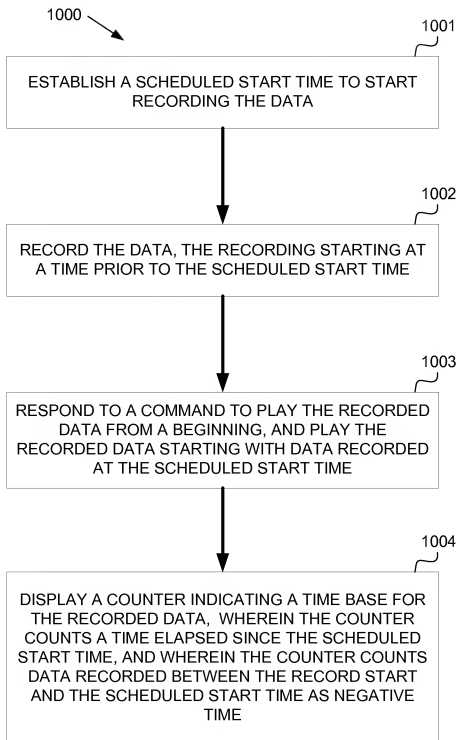 1000
1001
ESTABLISH A SCHEDULED START TIME TO START
RECORDING THE DATA
1002
RECORD THE DATA, THE RECORDING STARTING AT
A TIME PRIOR TO THE SCHEDULED START TIME
1003
RESPOND TO A COMMAND TO PLAY THE RECORDED
DATA FROM A BEGINNING, AND PLAY THE
RECORDED DATA STARTING WITH DATA RECORDED
AT THE SCHEDULED START TIME
1004
DISPLAY A COUNTER INDICATING A TIME BASE FOR
THE RECORDED DATA, WHEREIN THE COUNTER
COUNTS A TIME ELAPSED SINCE THE SCHEDULED
START TIME, AND WHEREIN THE COUNTER COUNTS
DATA RECORDED BETWEEN THE RECORD START
AND THE SCHEDULED START TIME AS NEGATIVE
TIME